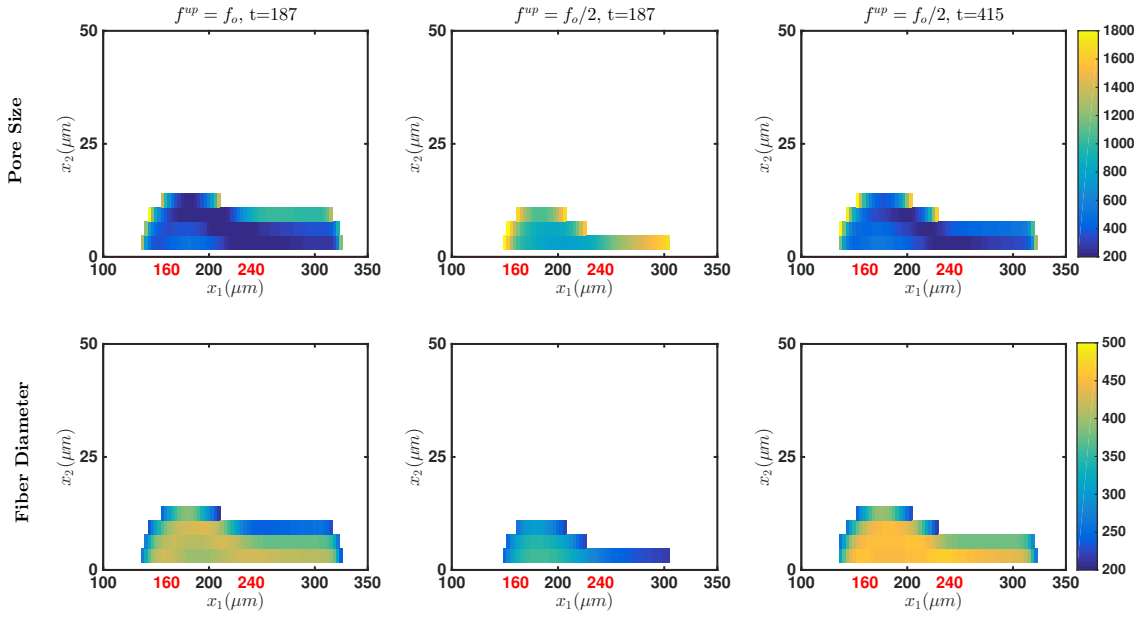 f^{up} = f_o, t=187
f^{up} = f_o/2, t=187
f^{up} = f_o/2, t=415
Pore Size
x_2(μm)
50
25
0
100 160 200 240 300 350
x_1(μm)
x_2(μm)
50
25
0
100 160 200 240 300 350
x_1(μm)
x_2(μm)
50
25
0
100 160 200 240 300 350
x_1(μm)
1800
1600
1400
1200
1000
800
600
400
200
Fiber Diameter
x_2(μm)
50
25
0
100 160 200 240 300 350
x_1(μm)
x_2(μm)
50
25
0
100 160 200 240 300 350
x_1(μm)
x_2(μm)
50
25
0
100 160 200 240 300 350
x_1(μm)
500
450
400
350
300
250
200